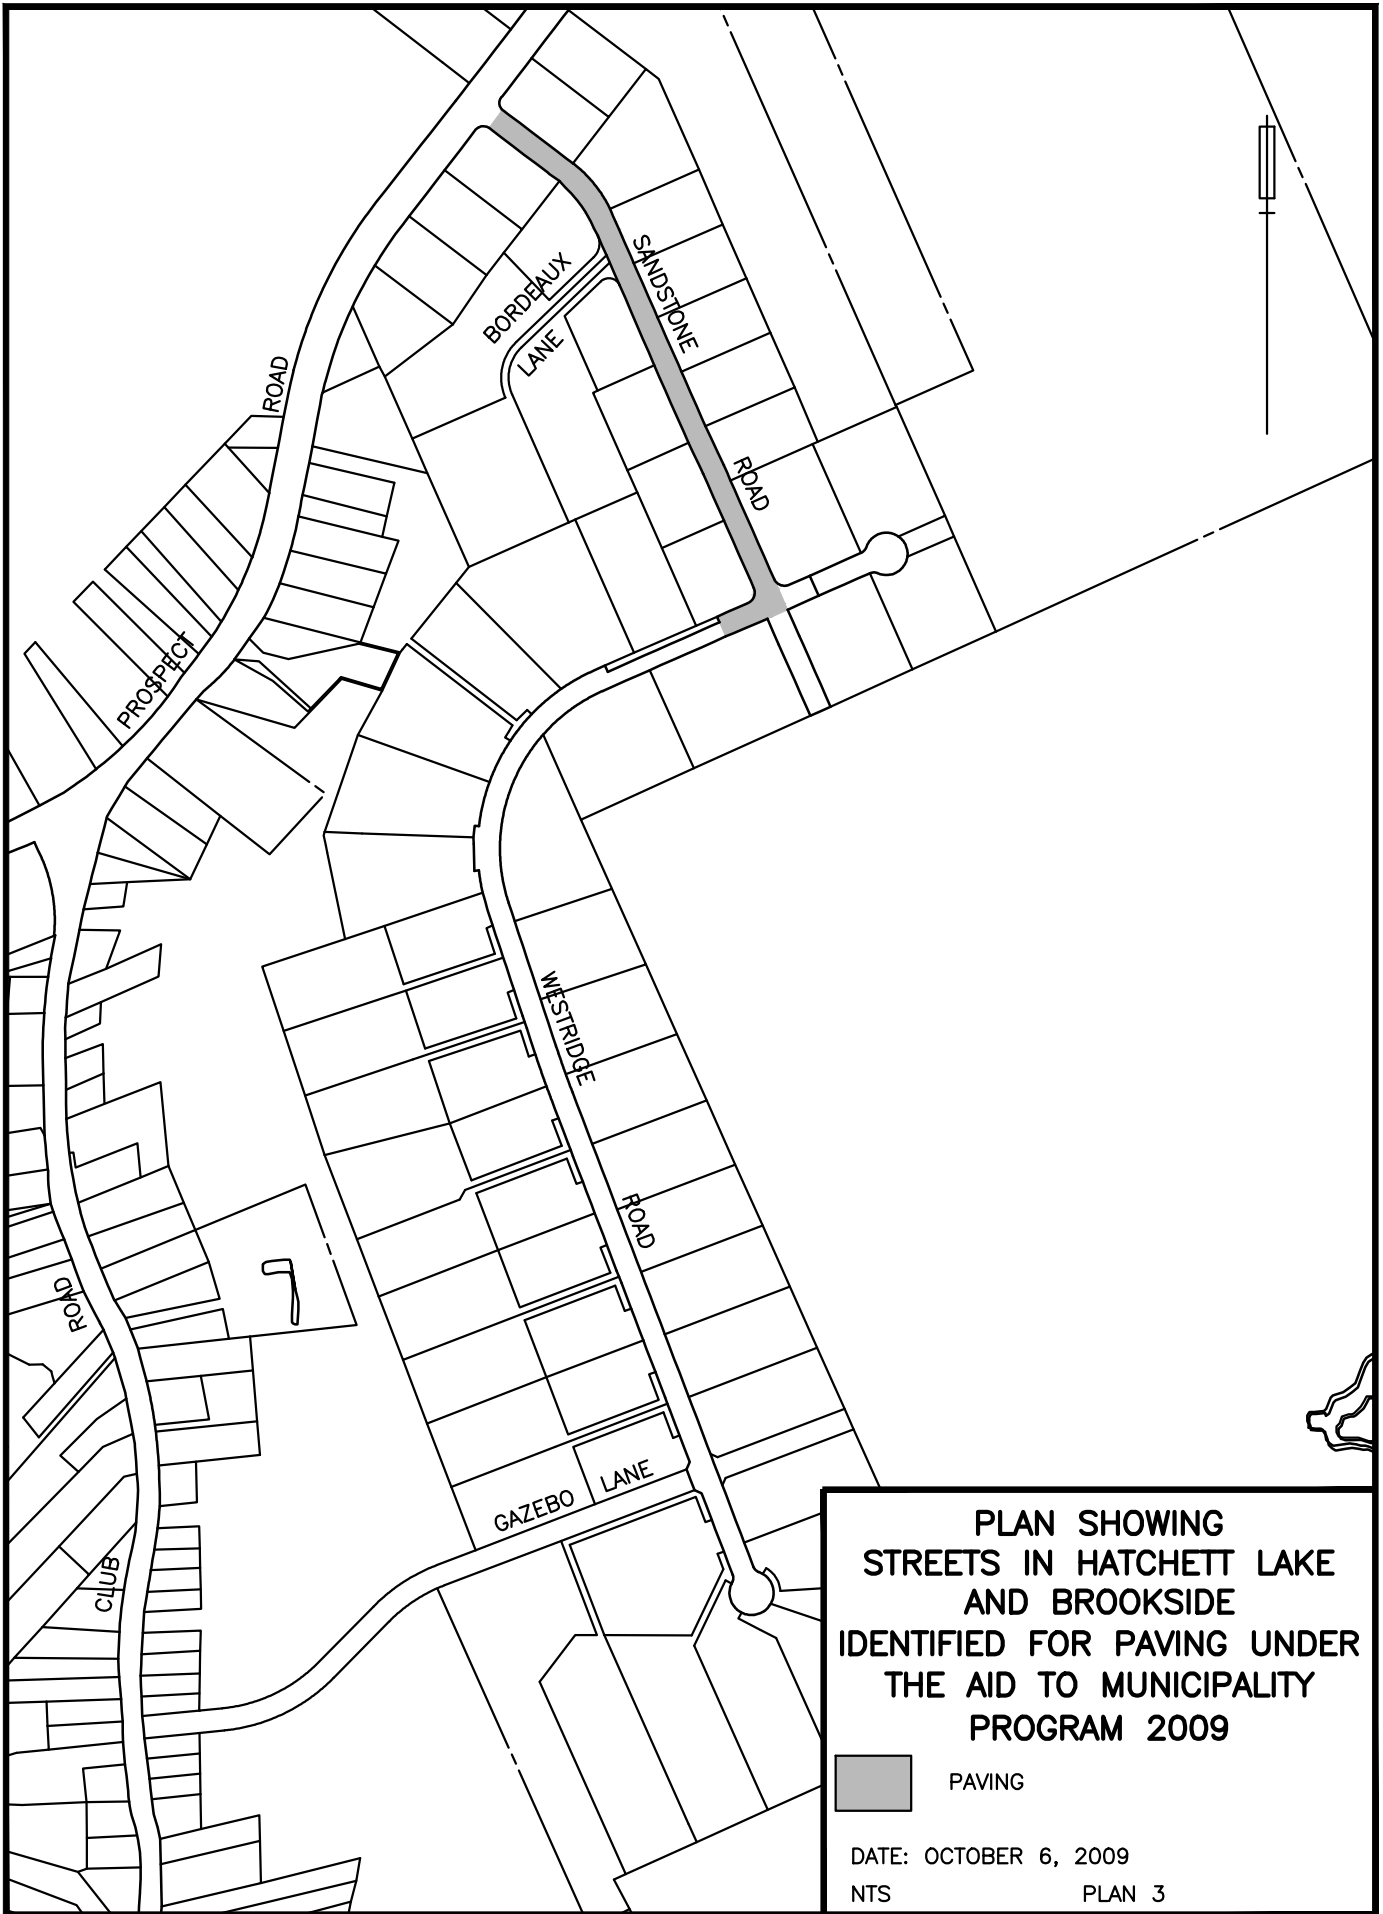 SANDSTONE
ROAD
BORDEAUX
LANE
ROAD
PROSPECT
WESTRIDGE
ROAD
ROAD
CLUB
GAZEBO LANE
PLAN SHOWING
STREETS IN HATCHETT LAKE
AND BROOKSIDE
IDENTIFIED FOR PAVING UNDER
THE AID TO MUNICIPALITY
PROGRAM 2009
PAVING
DATE: OCTOBER 6, 2009
NTS PLAN 3